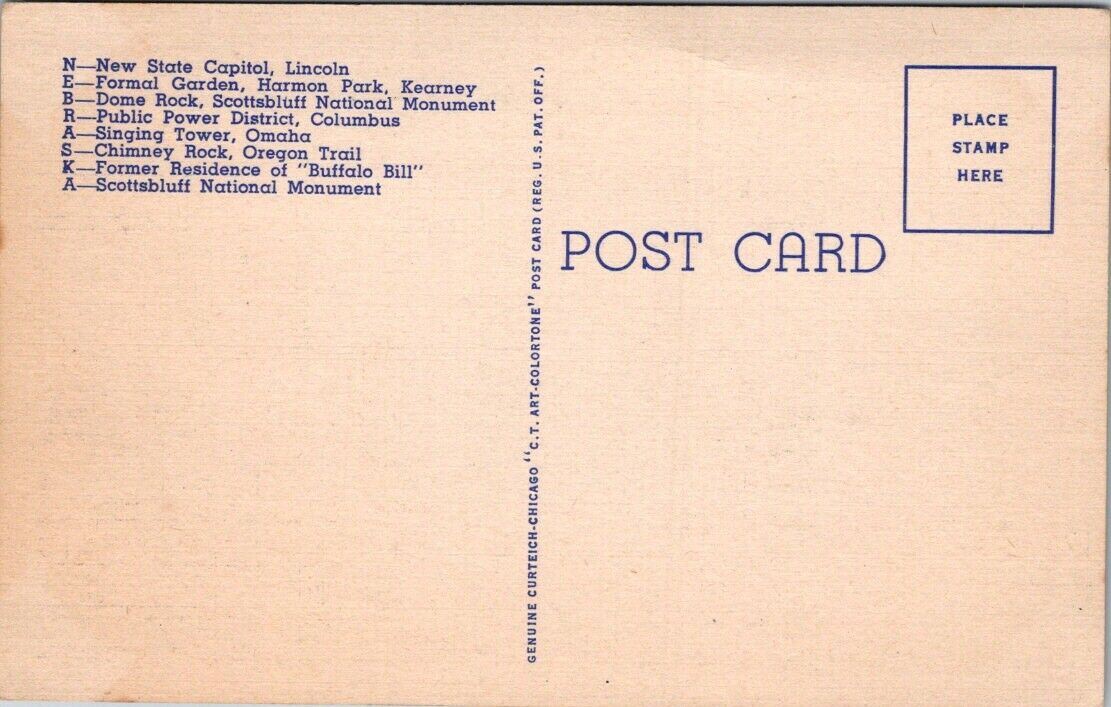 N—New State Capitol, Lincoln
E—Formal Garden, Harmon Park, Kearney
B—Dome Rock, Scottsbluff National Monument
R—Public Power District, Columbus
A—Singing Tower, Omaha
S—Chimney Rock, Oregon Trail
K—Former Residence of "Buffalo Bill"
A—Scottsbluff National Monument
GENUINE CURTEICH-CHICAGO "C.T. ART-COLORTONE" POST CARD (REG. U.S. PAT. OFF.)
POST CARD
PLACE
STAMP
HERE